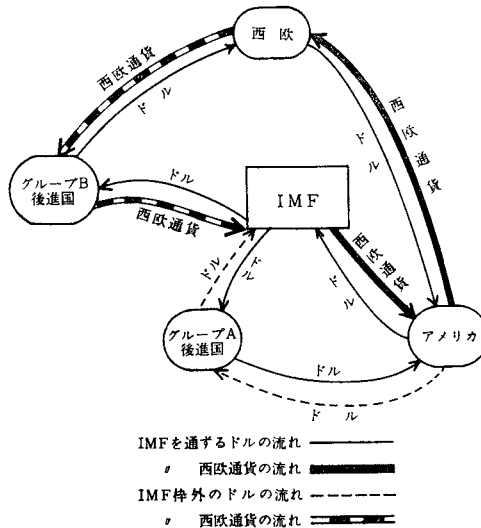 西欧
西欧通貨
ドル
西欧通貨
ドル
グループB
後進国
ドル
西欧通貨
IMF
ドル
ドル
西欧通貨
ドル
グループA
後進国
アメリカ
ドル
ドル
IMFを通ずるドルの流れ
〃 西欧通貨の流れ
IMF枠外のドルの流れ
〃 西欧通貨の流れ